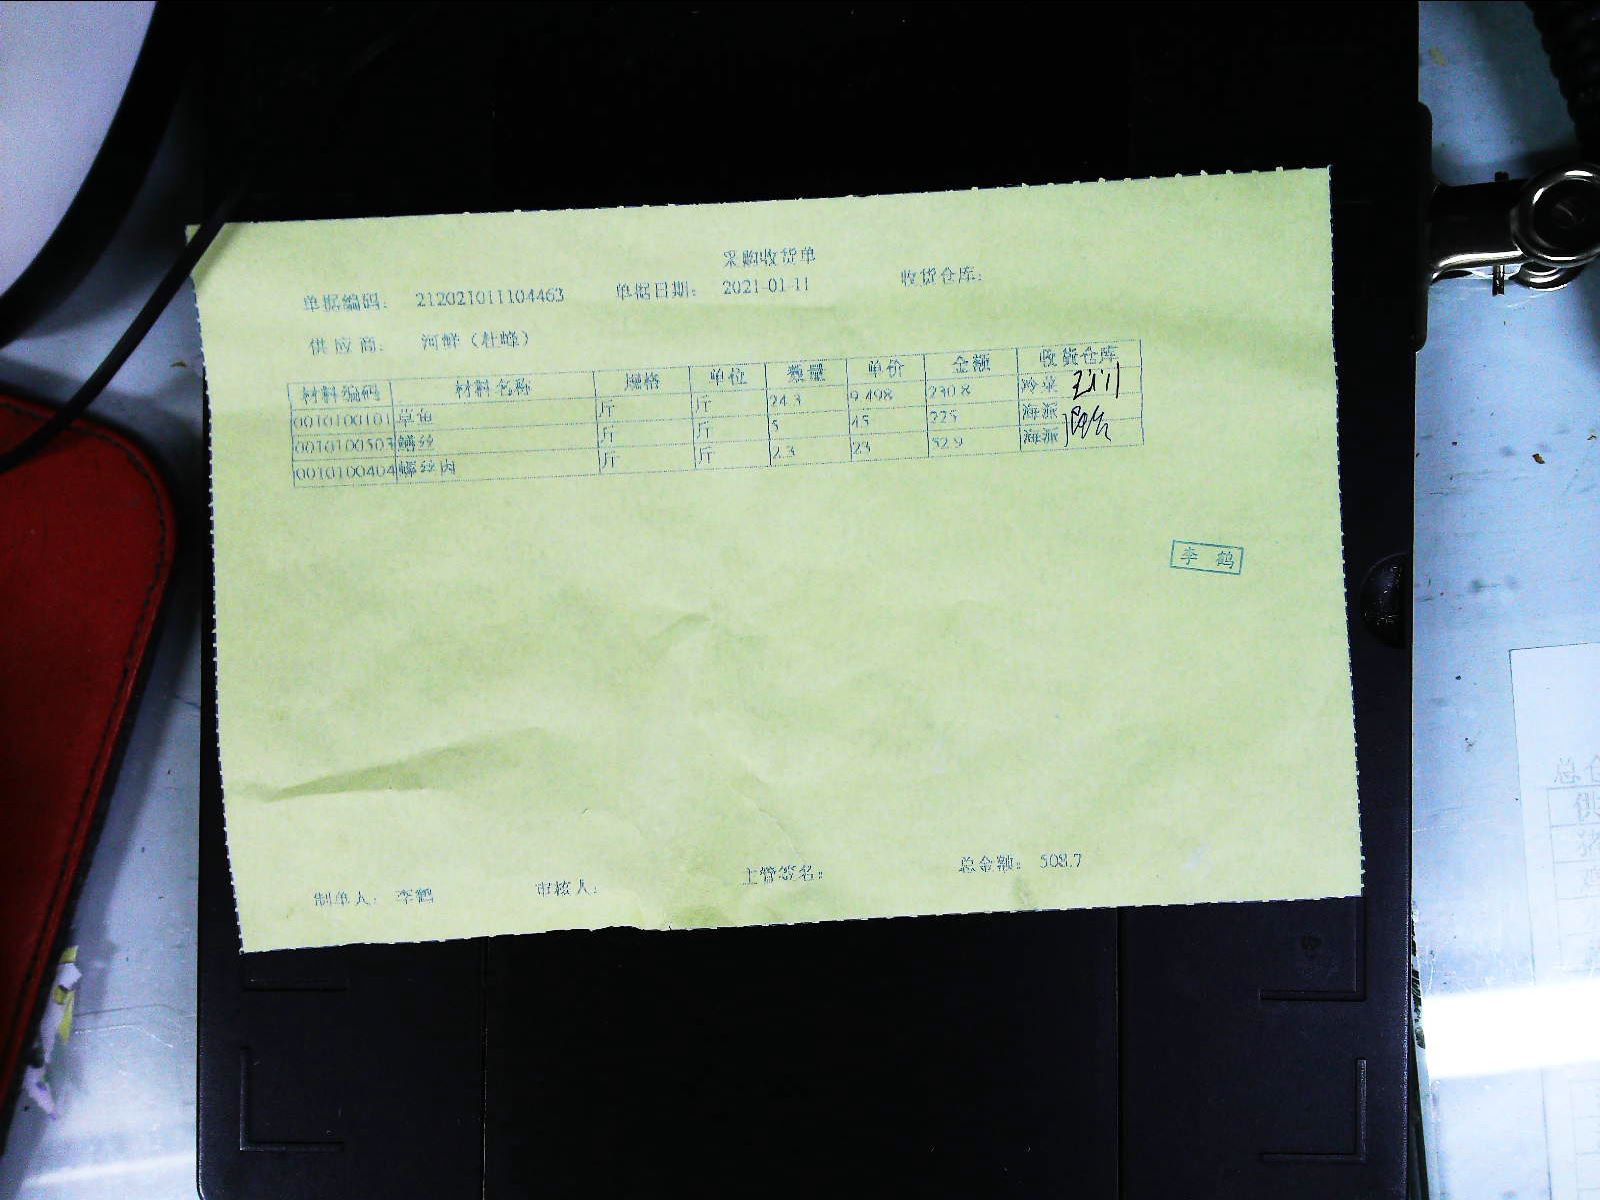 采购收货单
单据编码: 212021011104463 单据日期: 2021-01-11 收货仓库:
供应商: 河鲜（杜峰）
材料编码 材料名称 规格 单位 数量 单价 金额 收货仓库
0010100101 草鱼 斤 斤 24.3 9.498 230.8 冷菜
0010100503 鳝丝 斤 斤 5 45 225 海派
0010100404 螺丝肉 斤 斤 2.3 23 52.9 海派
李鹤
制单人: 李鹤 审核人: 主管签名: 总金额: 508.7
总仓
供
猪